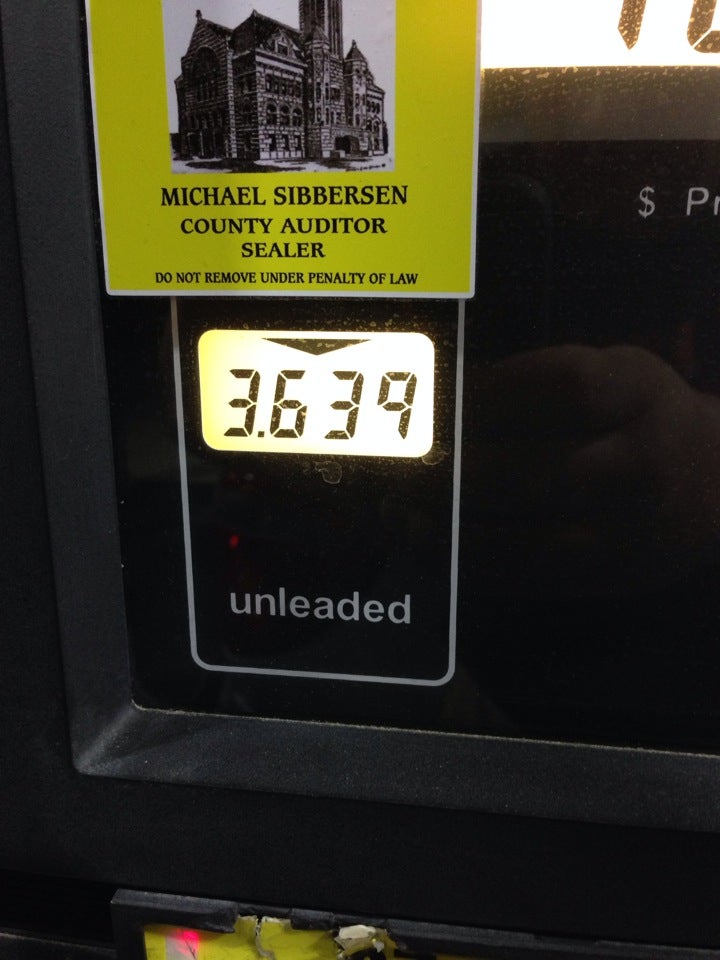 MICHAEL SIBBERSEN
COUNTY AUDITOR
SEALER
DO NOT REMOVE UNDER PENALTY OF LAW
$
3.639
unleaded